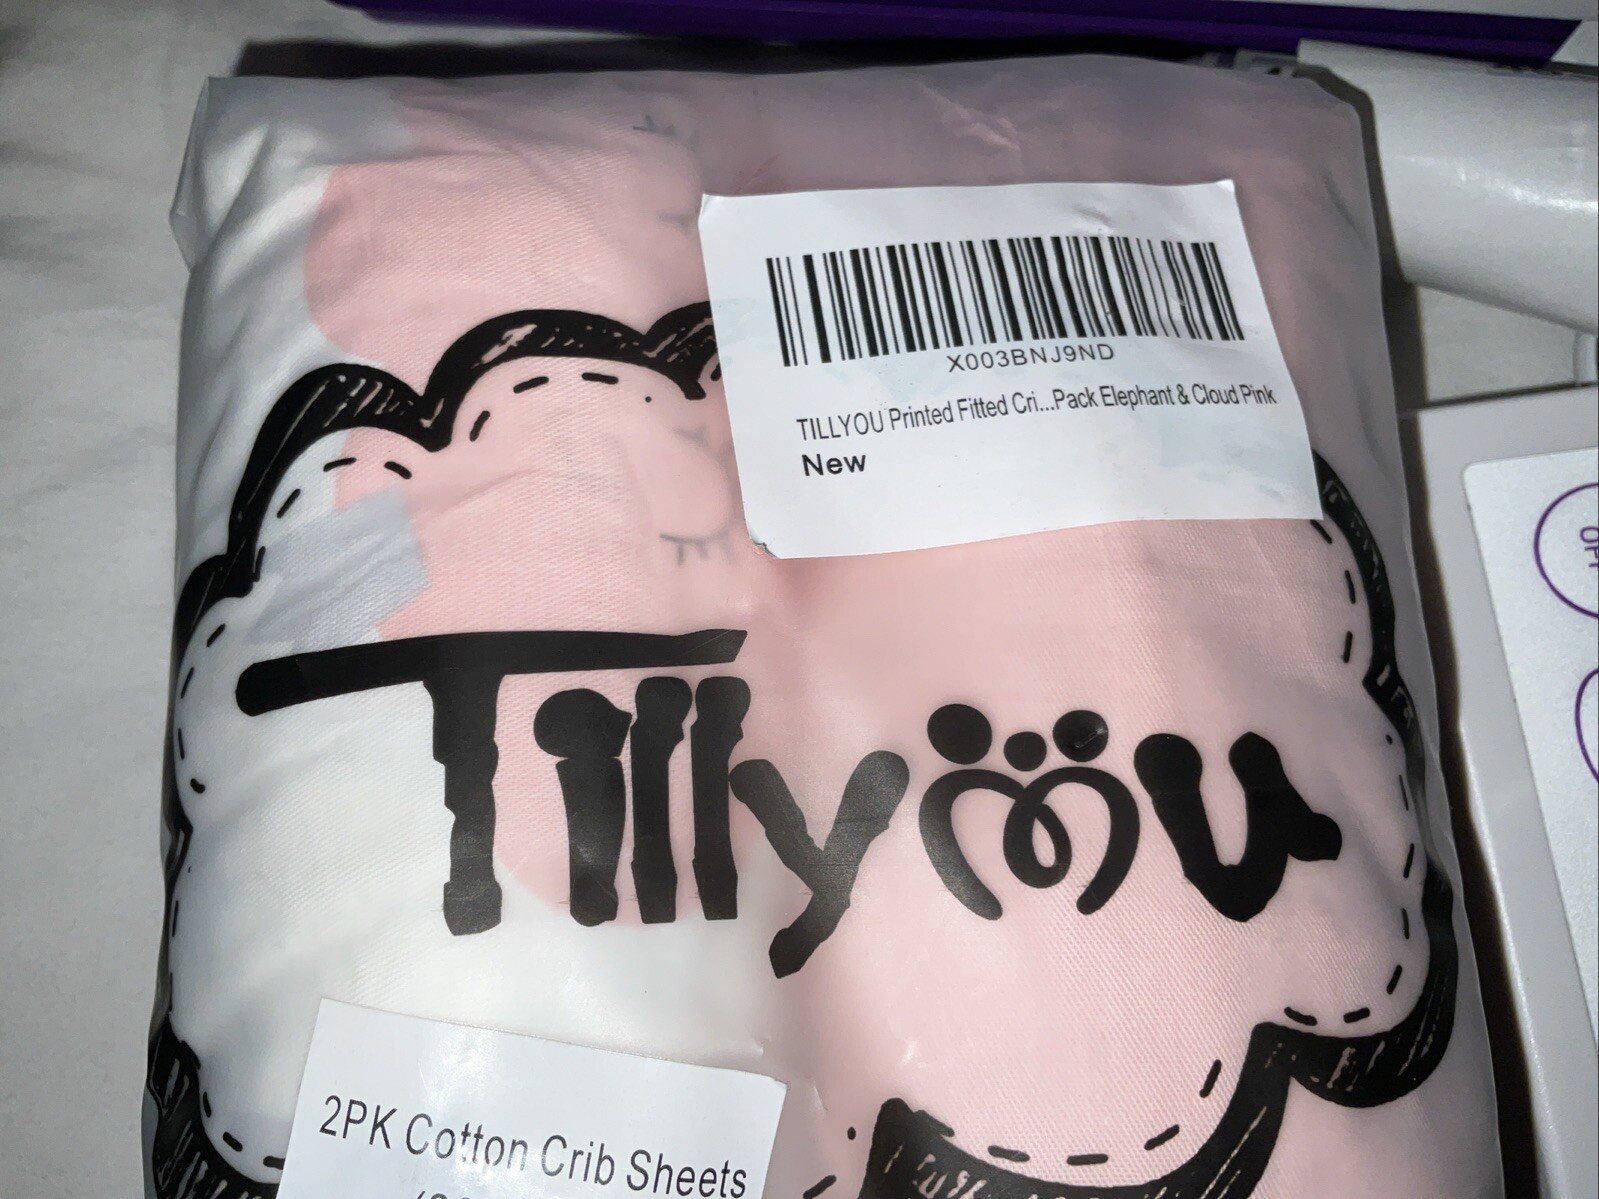 X003BNJ9ND
TILLYOU Printed Fitted Cri...Pack Elephant & Cloud Pink
New
Tillyou
2PK Cotton Crib Sheets